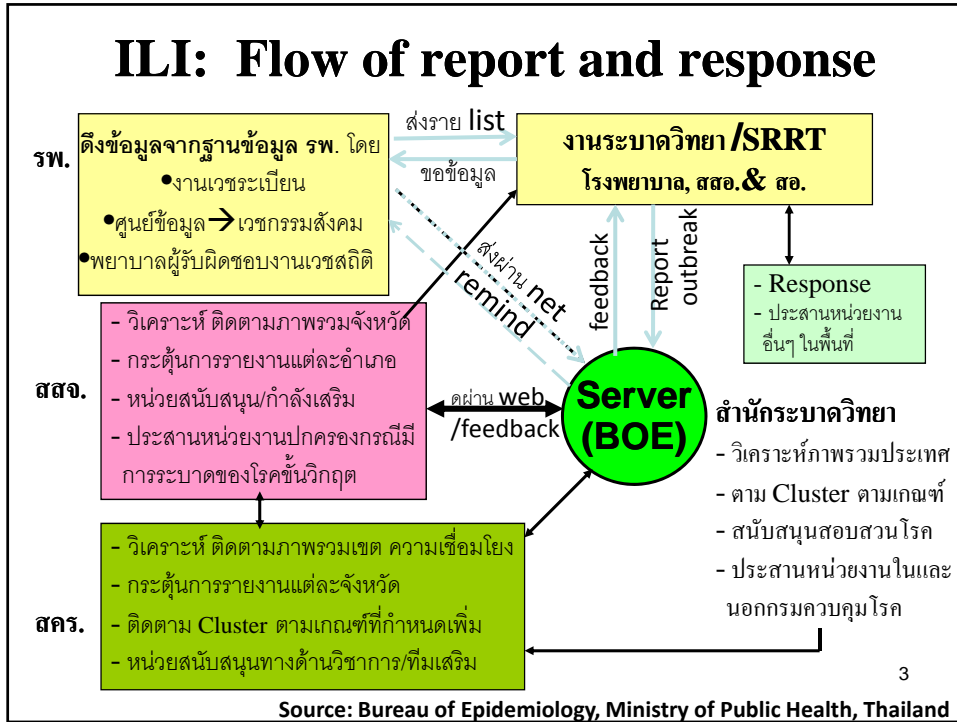 ILI: Flow of report and response
รพ.
ดึงข้อมูลจากฐานข้อมูล รพ. โดย
•งานเวชระเบียน
•ศูนย์ข้อมูล → เวชกรรมสังคม
•พยาบาลผู้รับผิดชอบงานเวชสถิติ
ส่งราย list
ขอข้อมูล
งานระบาดวิทยา /SRRT
โรงพยาบาล, สสอ.& สอ.
ส่งผ่าน net
remind
feedback
Report
outbreak
- Response
- ประสานหน่วยงาน
อื่นๆ ในพื้นที่
สสจ.
- วิเคราะห์ ติดตามภาพรวมจังหวัด
- กระตุ้นการรายงานแต่ละอำเภอ
- หน่วยสนับสนุน/กำลังเสริม
- ประสานหน่วยงานปกครองกรณีมี
การระบาดของโรคขั้นวิกฤต
ดผ่าน web
/feedback
Server
(BOE)
สำนักระบาดวิทยา
- วิเคราะห์ภาพรวมประเทศ
- ตาม Cluster ตามเกณฑ์
- สนับสนุนสอบสวนโรค
- ประสานหน่วยงานในและ
นอกกรมควบคุมโรค
สคร.
- วิเคราะห์ ติดตามภาพรวมเขต ความเชื่อมโยง
- กระตุ้นการรายงานแต่ละจังหวัด
- ติดตาม Cluster ตามเกณฑ์ที่กำหนดเพิ่ม
- หน่วยสนับสนุนทางด้านวิชาการ/ทีมเสริม
3
Source: Bureau of Epidemiology, Ministry of Public Health, Thailand